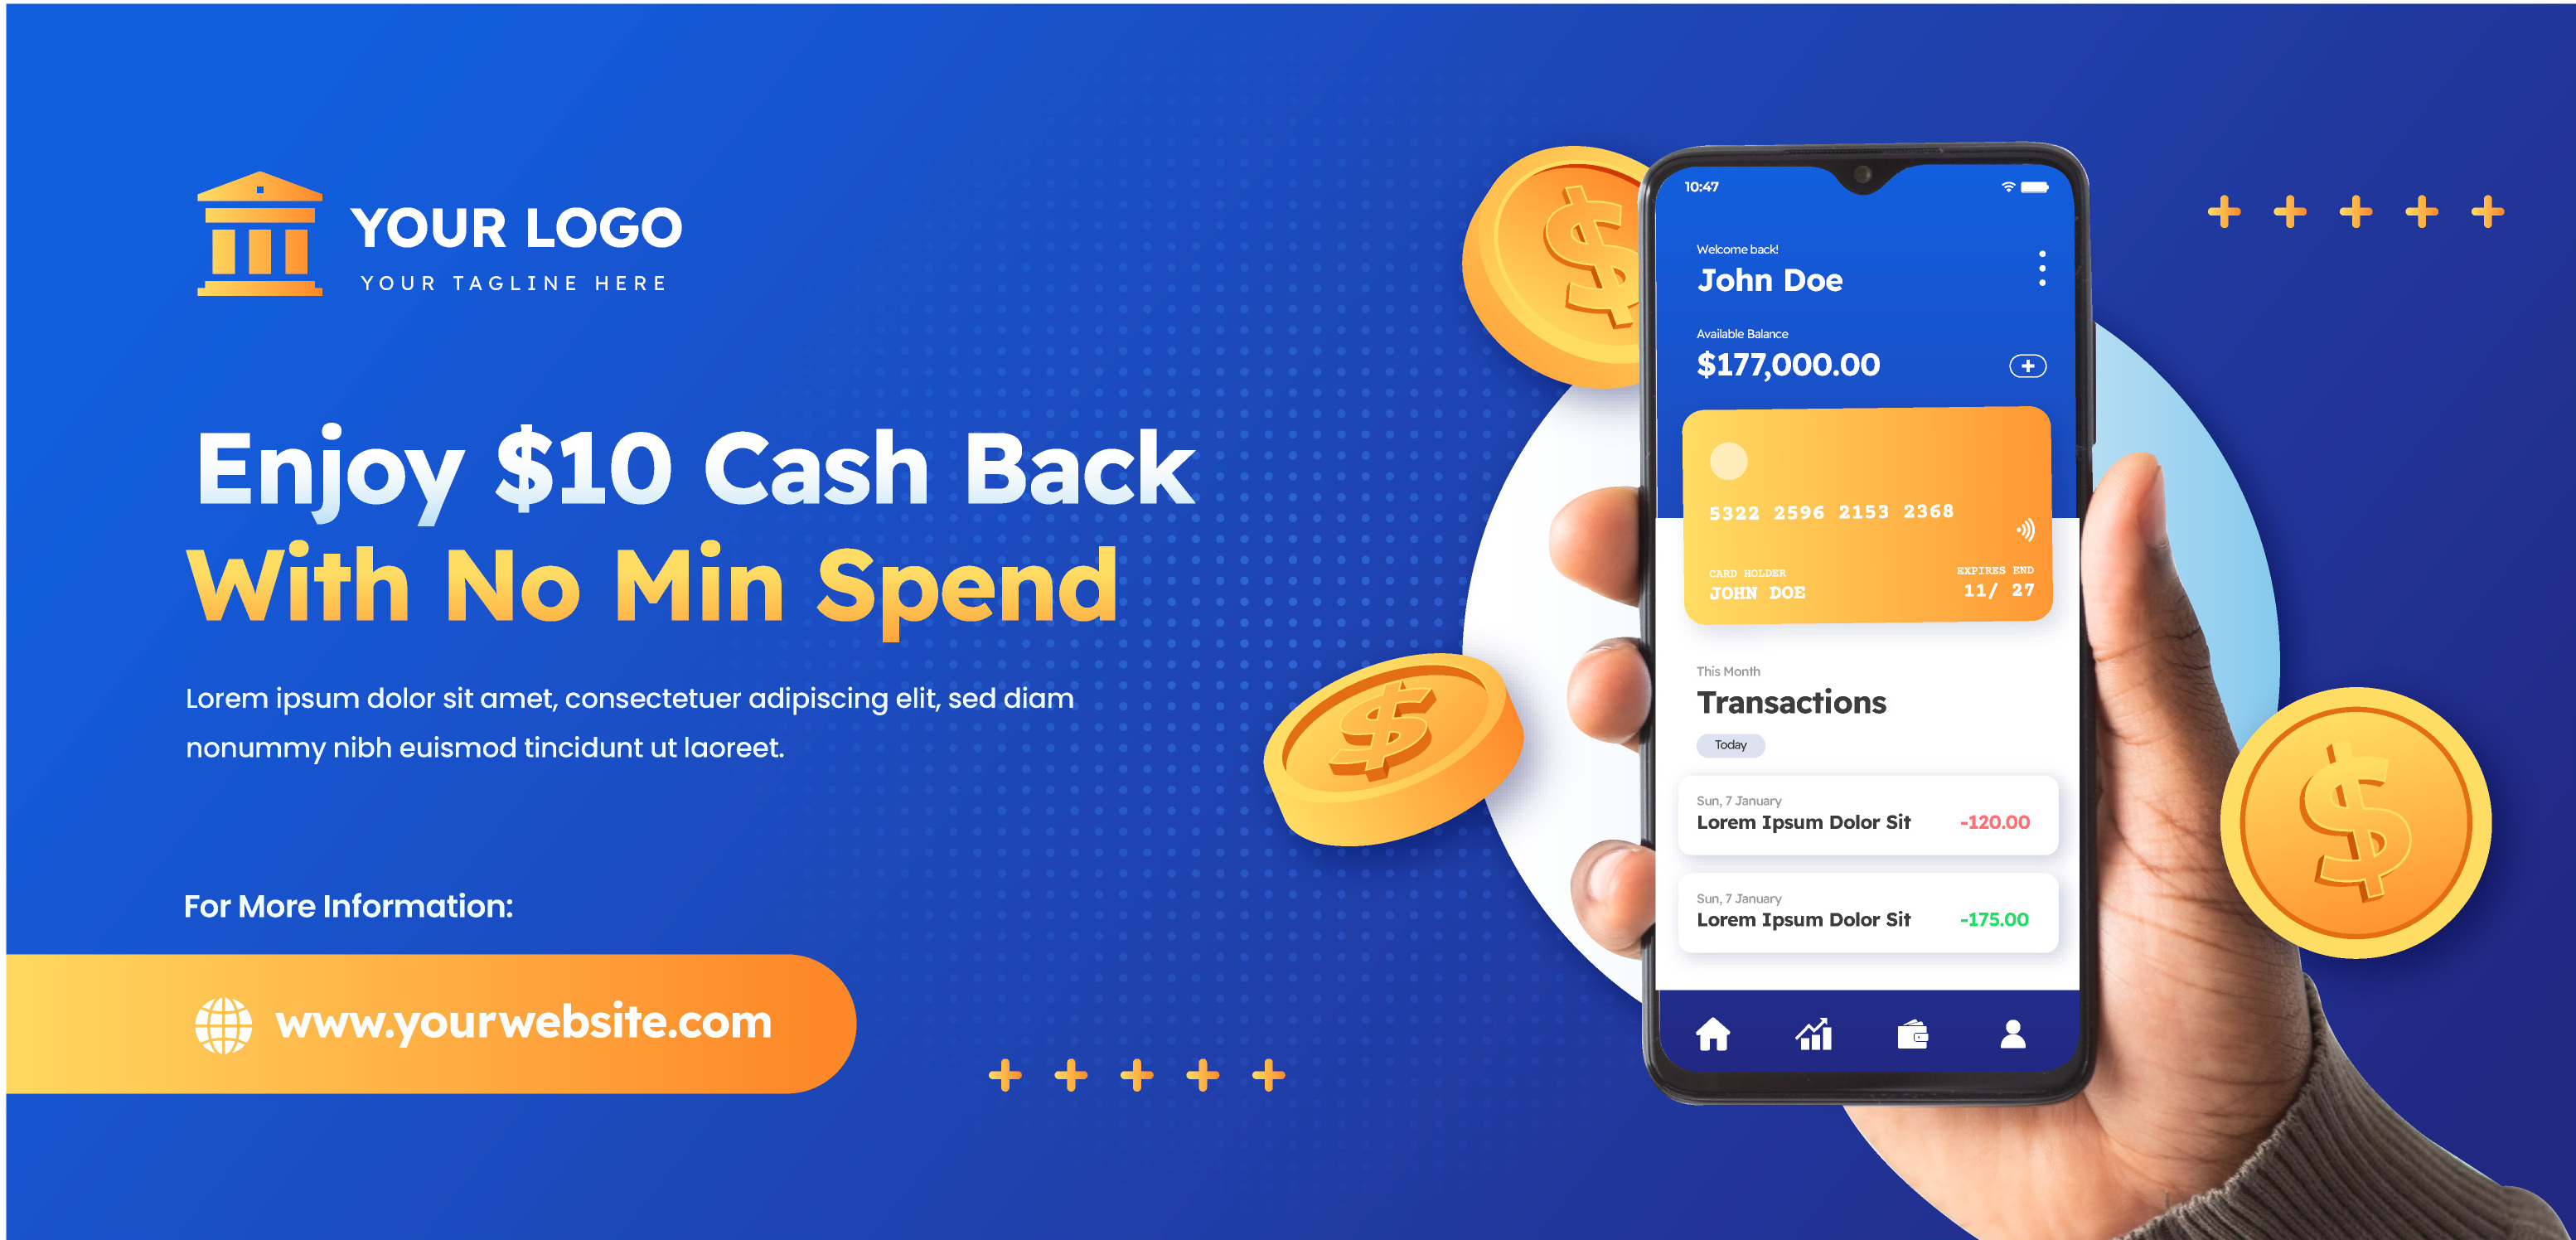 YOUR LOGO
YOUR TAGLINE HERE
Enjoy $10 Cash Back
With No Min Spend
Lorem ipsum dolor sit amet, consectetuer adipiscing elit, sed diam
nonummy nibh euismod tincidunt ut laoreet.
For More Information:
www.yourwebsite.com
10:47
Welcome back!
John Doe
Available Balance
$177,000.00
5322 2596 2153 2368
CARD HOLDER
JOHN DOE
EXPIRES END
11/ 27
This Month
Transactions
Today
Sun, 7 January
Lorem Ipsum Dolor Sit -120.00
Sun, 7 January
Lorem Ipsum Dolor Sit -175.00